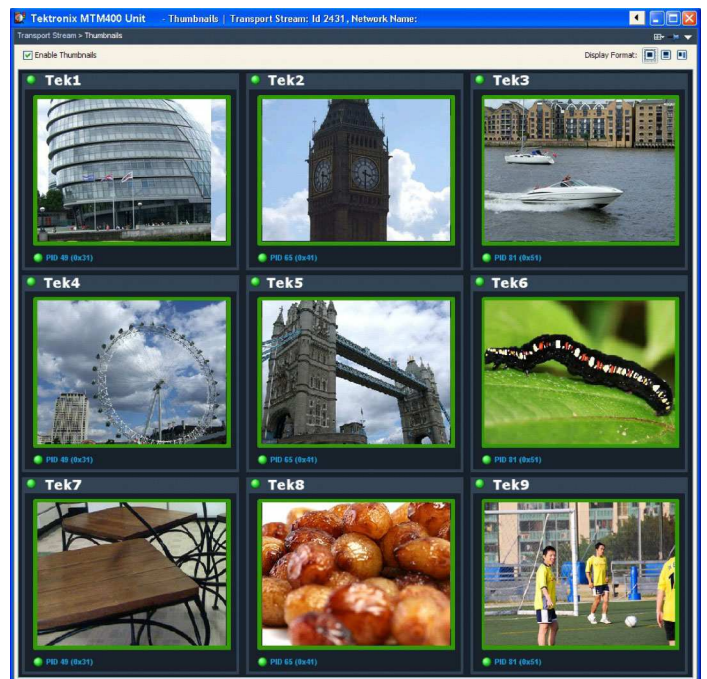 Tektronix MTM400 Unit - Thumbnails | Transport Stream: Id 2431, Network Name:
Transport Stream > Thumbnails
Enable Thumbnails Display Format:
Tek1 Tek2 Tek3
PID 49 (0x31) PID 65 (0x41) PID 81 (0x51)
Tek4 Tek5 Tek6
PID 49 (0x31) PID 65 (0x41) PID 81 (0x51)
Tek7 Tek8 Tek9
PID 49 (0x31) PID 65 (0x41) PID 81 (0x51)